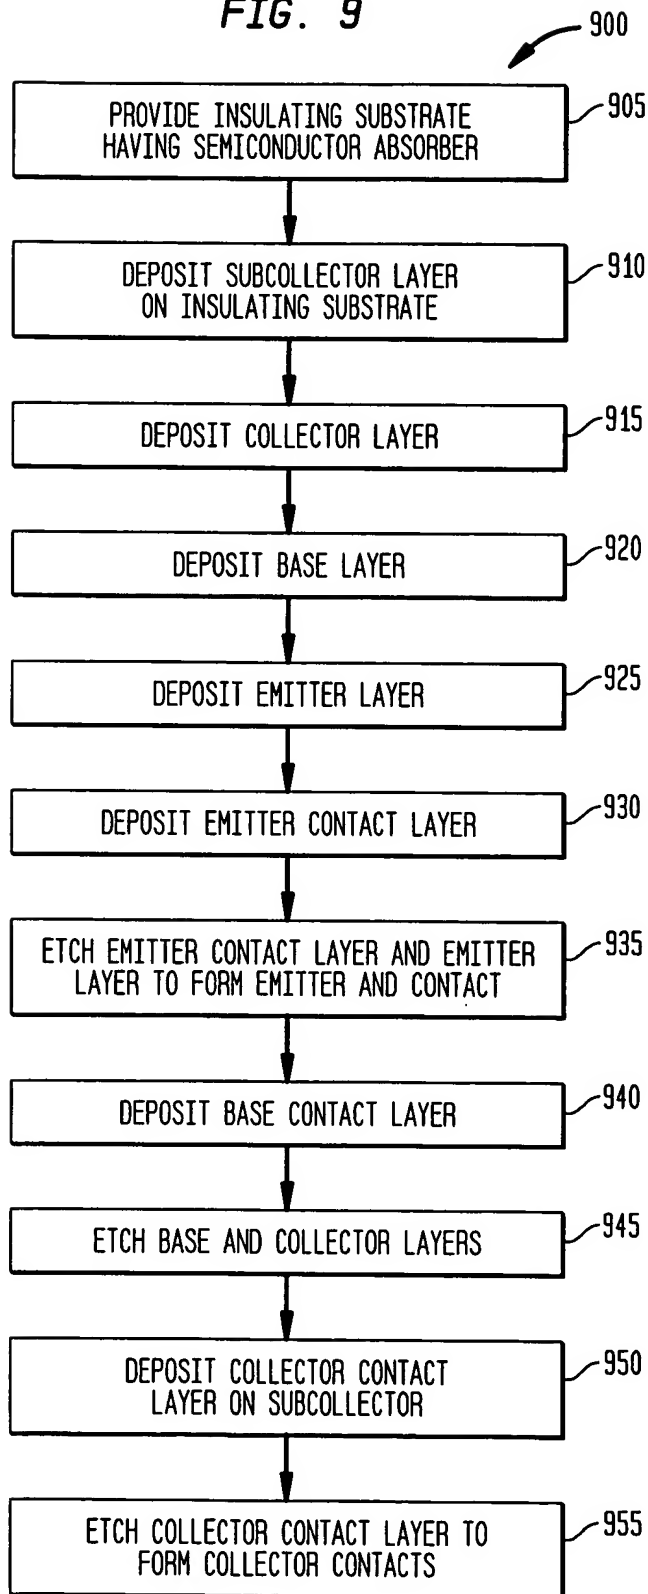 FIG. 9
900
PROVIDE INSULATING SUBSTRATE
HAVING SEMICONDUCTOR ABSORBER
905
DEPOSIT SUBCOLLECTOR LAYER
ON INSULATING SUBSTRATE
910
DEPOSIT COLLECTOR LAYER
915
DEPOSIT BASE LAYER
920
DEPOSIT EMITTER LAYER
925
DEPOSIT EMITTER CONTACT LAYER
930
ETCH EMITTER CONTACT LAYER AND EMITTER
LAYER TO FORM EMITTER AND CONTACT
935
DEPOSIT BASE CONTACT LAYER
940
ETCH BASE AND COLLECTOR LAYERS
945
DEPOSIT COLLECTOR CONTACT
LAYER ON SUBCOLLECTOR
950
ETCH COLLECTOR CONTACT LAYER TO
FORM COLLECTOR CONTACTS
955